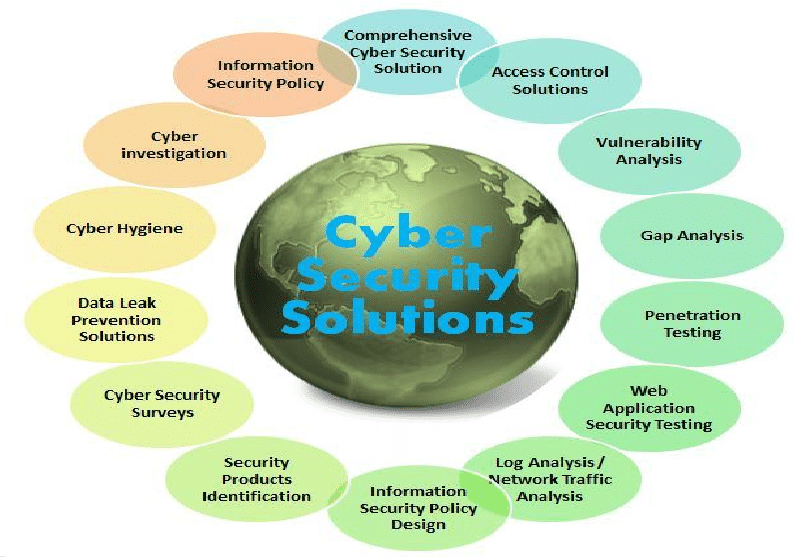 Comprehensive
Cyber Security
Solution
Access Control
Solutions
Vulnerability
Analysis
Gap Analysis
Penetration
Testing
Web
Application
Security Testing
Log Analysis /
Network Traffic
Analysis
Information
Security Policy
Design
Security
Products
Identification
Cyber Security
Surveys
Data Leak
Prevention
Solutions
Cyber Hygiene
Cyber
investigation
Information
Security Policy
Cyber
Security
Solutions